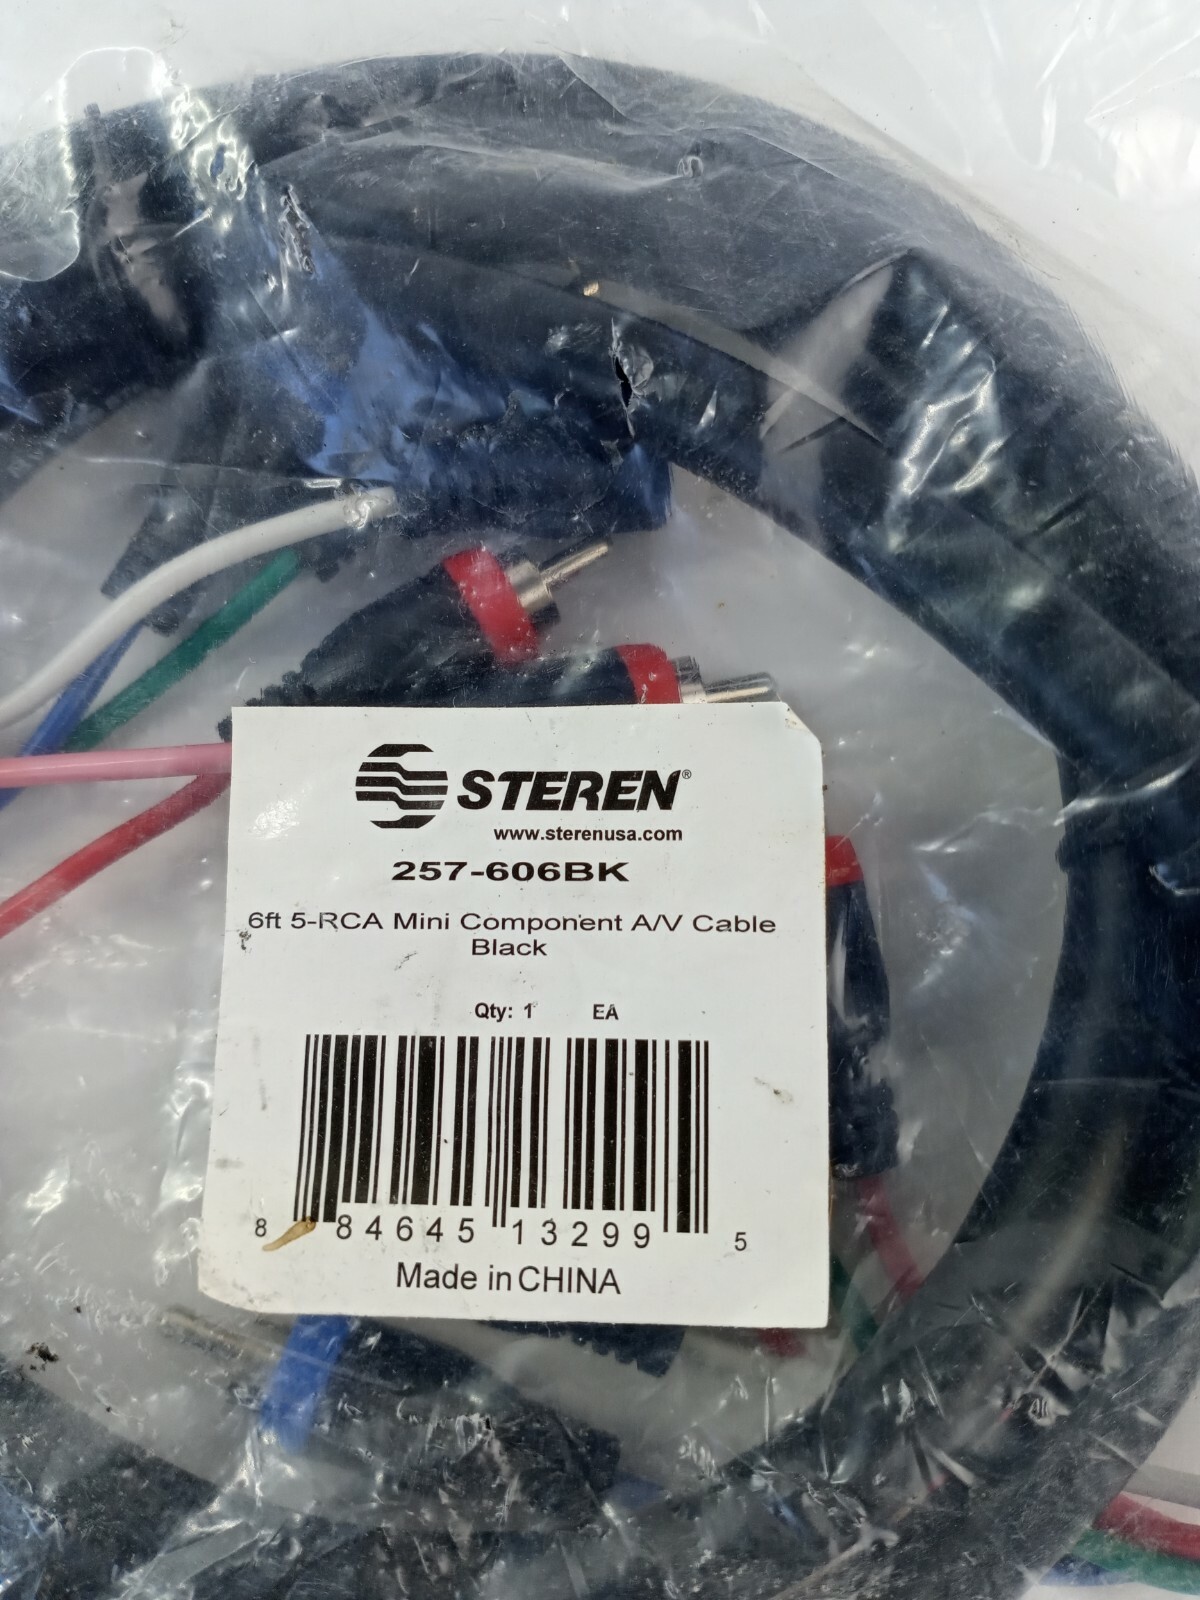 STEREN®
www.sterenusa.com
257-606BK
6ft 5-RCA Mini Component A/V Cable
Black
Qty: 1 EA
8 84645 13299 5
Made in CHINA